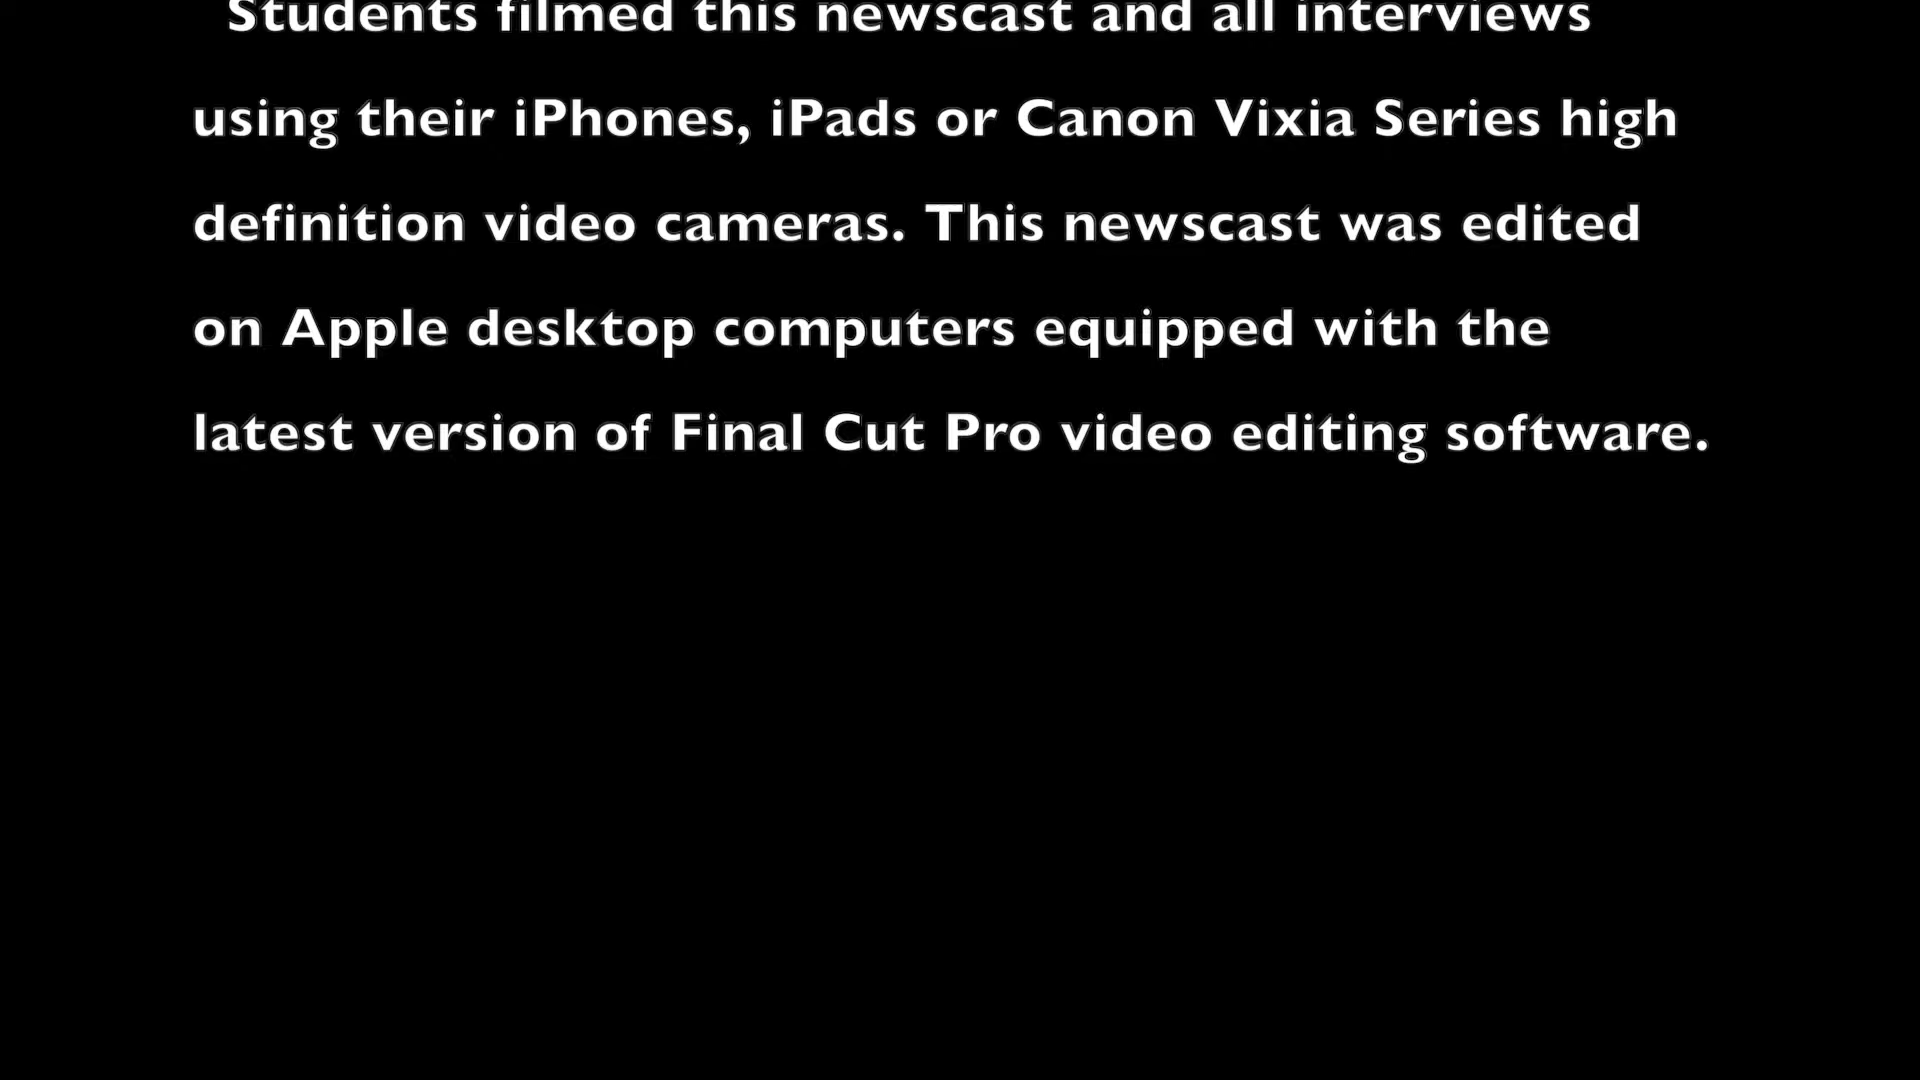 Students filmed this newscast and all interviews
using their iPhones, iPads or Canon Vixia Series high
definition video cameras. This newscast was edited
on Apple desktop computers equipped with the
latest version of Final Cut Pro video editing software.